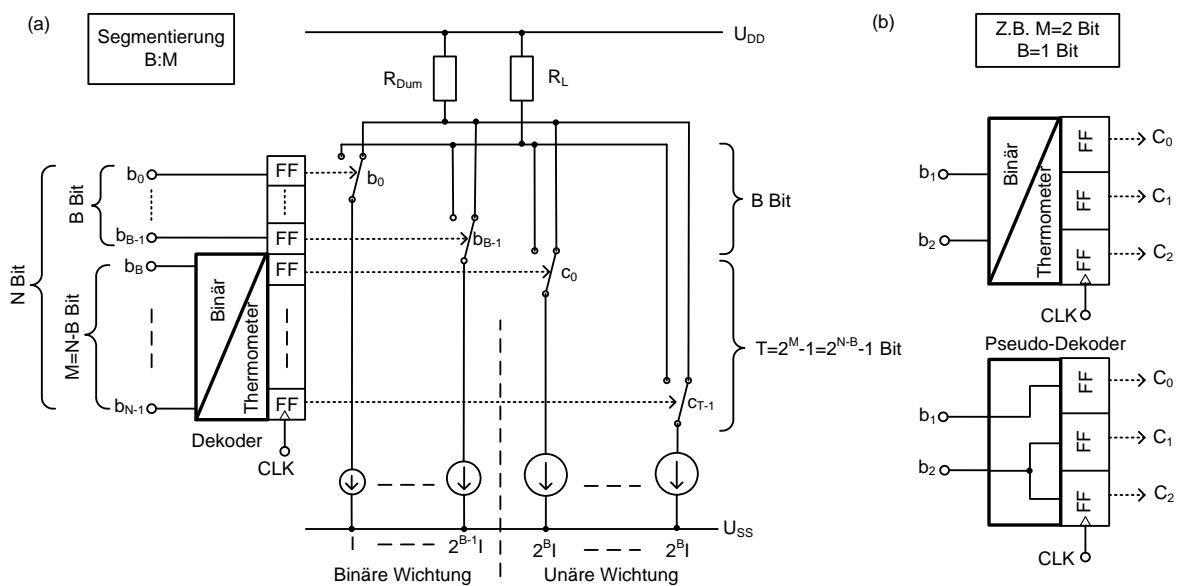 (a)
Segmentierung
B:M
U_DD
R_Dum
R_L
N Bit
B Bit
b_0
b_B-1
M=N-B Bit
b_B
b_N-1
FF
FF
FF
FF
Binär
Thermometer
Dekoder
CLK
b_0
b_B-1
c_0
c_T-1
B Bit
T=2^M-1=2^N-B-1 Bit
U_SS
I
2^B-1I
2^BI
2^BI
Binäre Wichtung
Unäre Wichtung
(b)
Z.B. M=2 Bit
B=1 Bit
b_1
b_2
Binär
Thermometer
FF
FF
FF
C_0
C_1
C_2
CLK
Pseudo-Dekoder
b_1
b_2
FF
FF
FF
C_0
C_1
C_2
CLK